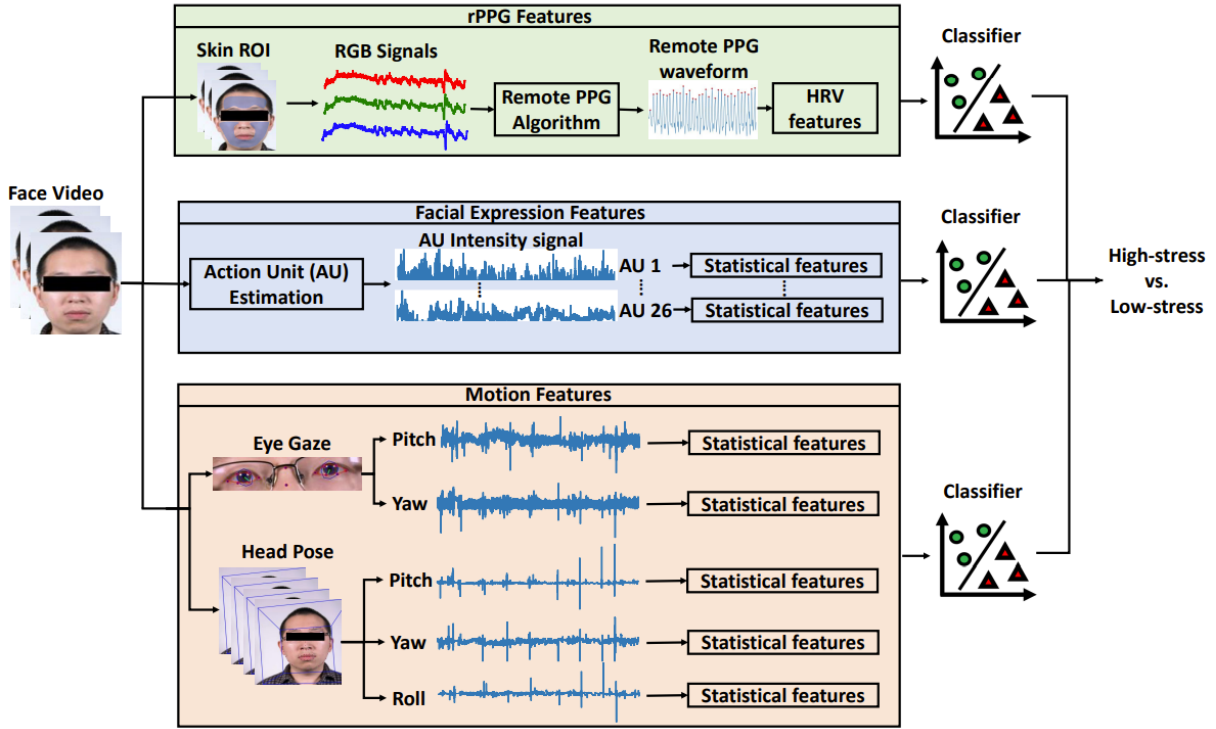 rPPG Features
Skin ROI
RGB Signals
Remote PPG
waveform
Remote PPG
Algorithm
HRV
features
Classifier
Face Video
Facial Expression Features
AU Intensity signal
Action Unit (AU)
Estimation
AU 1
Statistical features
AU 26
Statistical features
Classifier
High-stress
vs.
Low-stress
Motion Features
Eye Gaze
Pitch
Statistical features
Yaw
Statistical features
Head Pose
Pitch
Statistical features
Yaw
Statistical features
Roll
Statistical features
Classifier